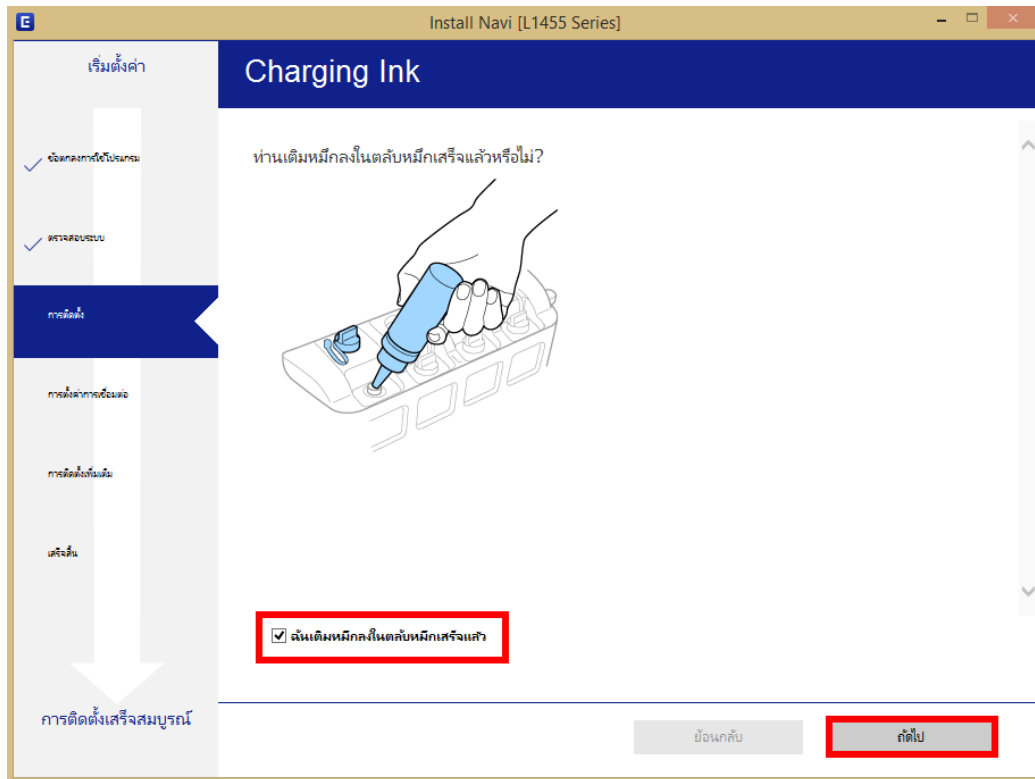 E
Install Navi [L1455 Series]
เริ่มตั้งค่า
Charging Ink
ข้อตกลงการใช้โปรแกรม
ท่านเติมหมึกลงในตลับหมึกเสร็จแล้วหรือไม่?
ตรวจสอบระบบ
การติดตั้ง
การตั้งค่าการเชื่อมต่อ
การติดตั้งเพิ่มเติม
เสร็จสิ้น
ฉันเติมหมึกลงในตลับหมึกเสร็จแล้ว
การติดตั้งเสร็จสมบูรณ์
ย้อนกลับ
ถัดไป